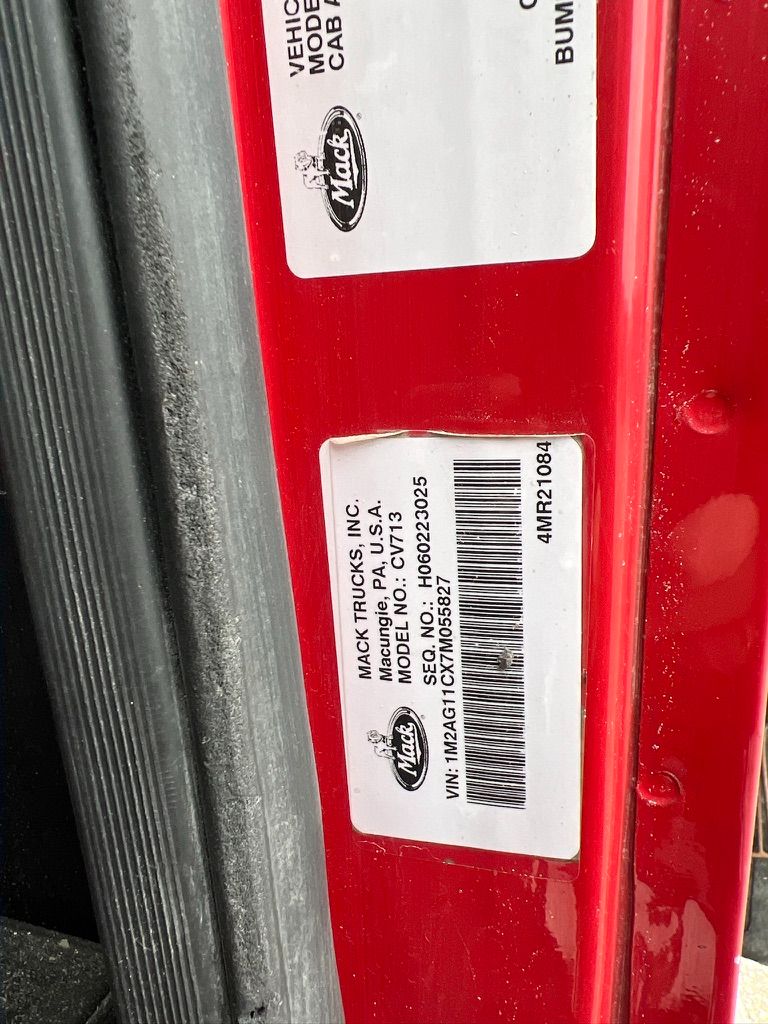 VEHIC
MODE
CAB A
BUM
Mack
MACK TRUCKS, INC.
Macungie, PA, U.S.A.
MODEL NO.: CV713
SEQ. NO.: H060223025
VIN: 1M2AG11CX7M055827
4MR21084
Mack